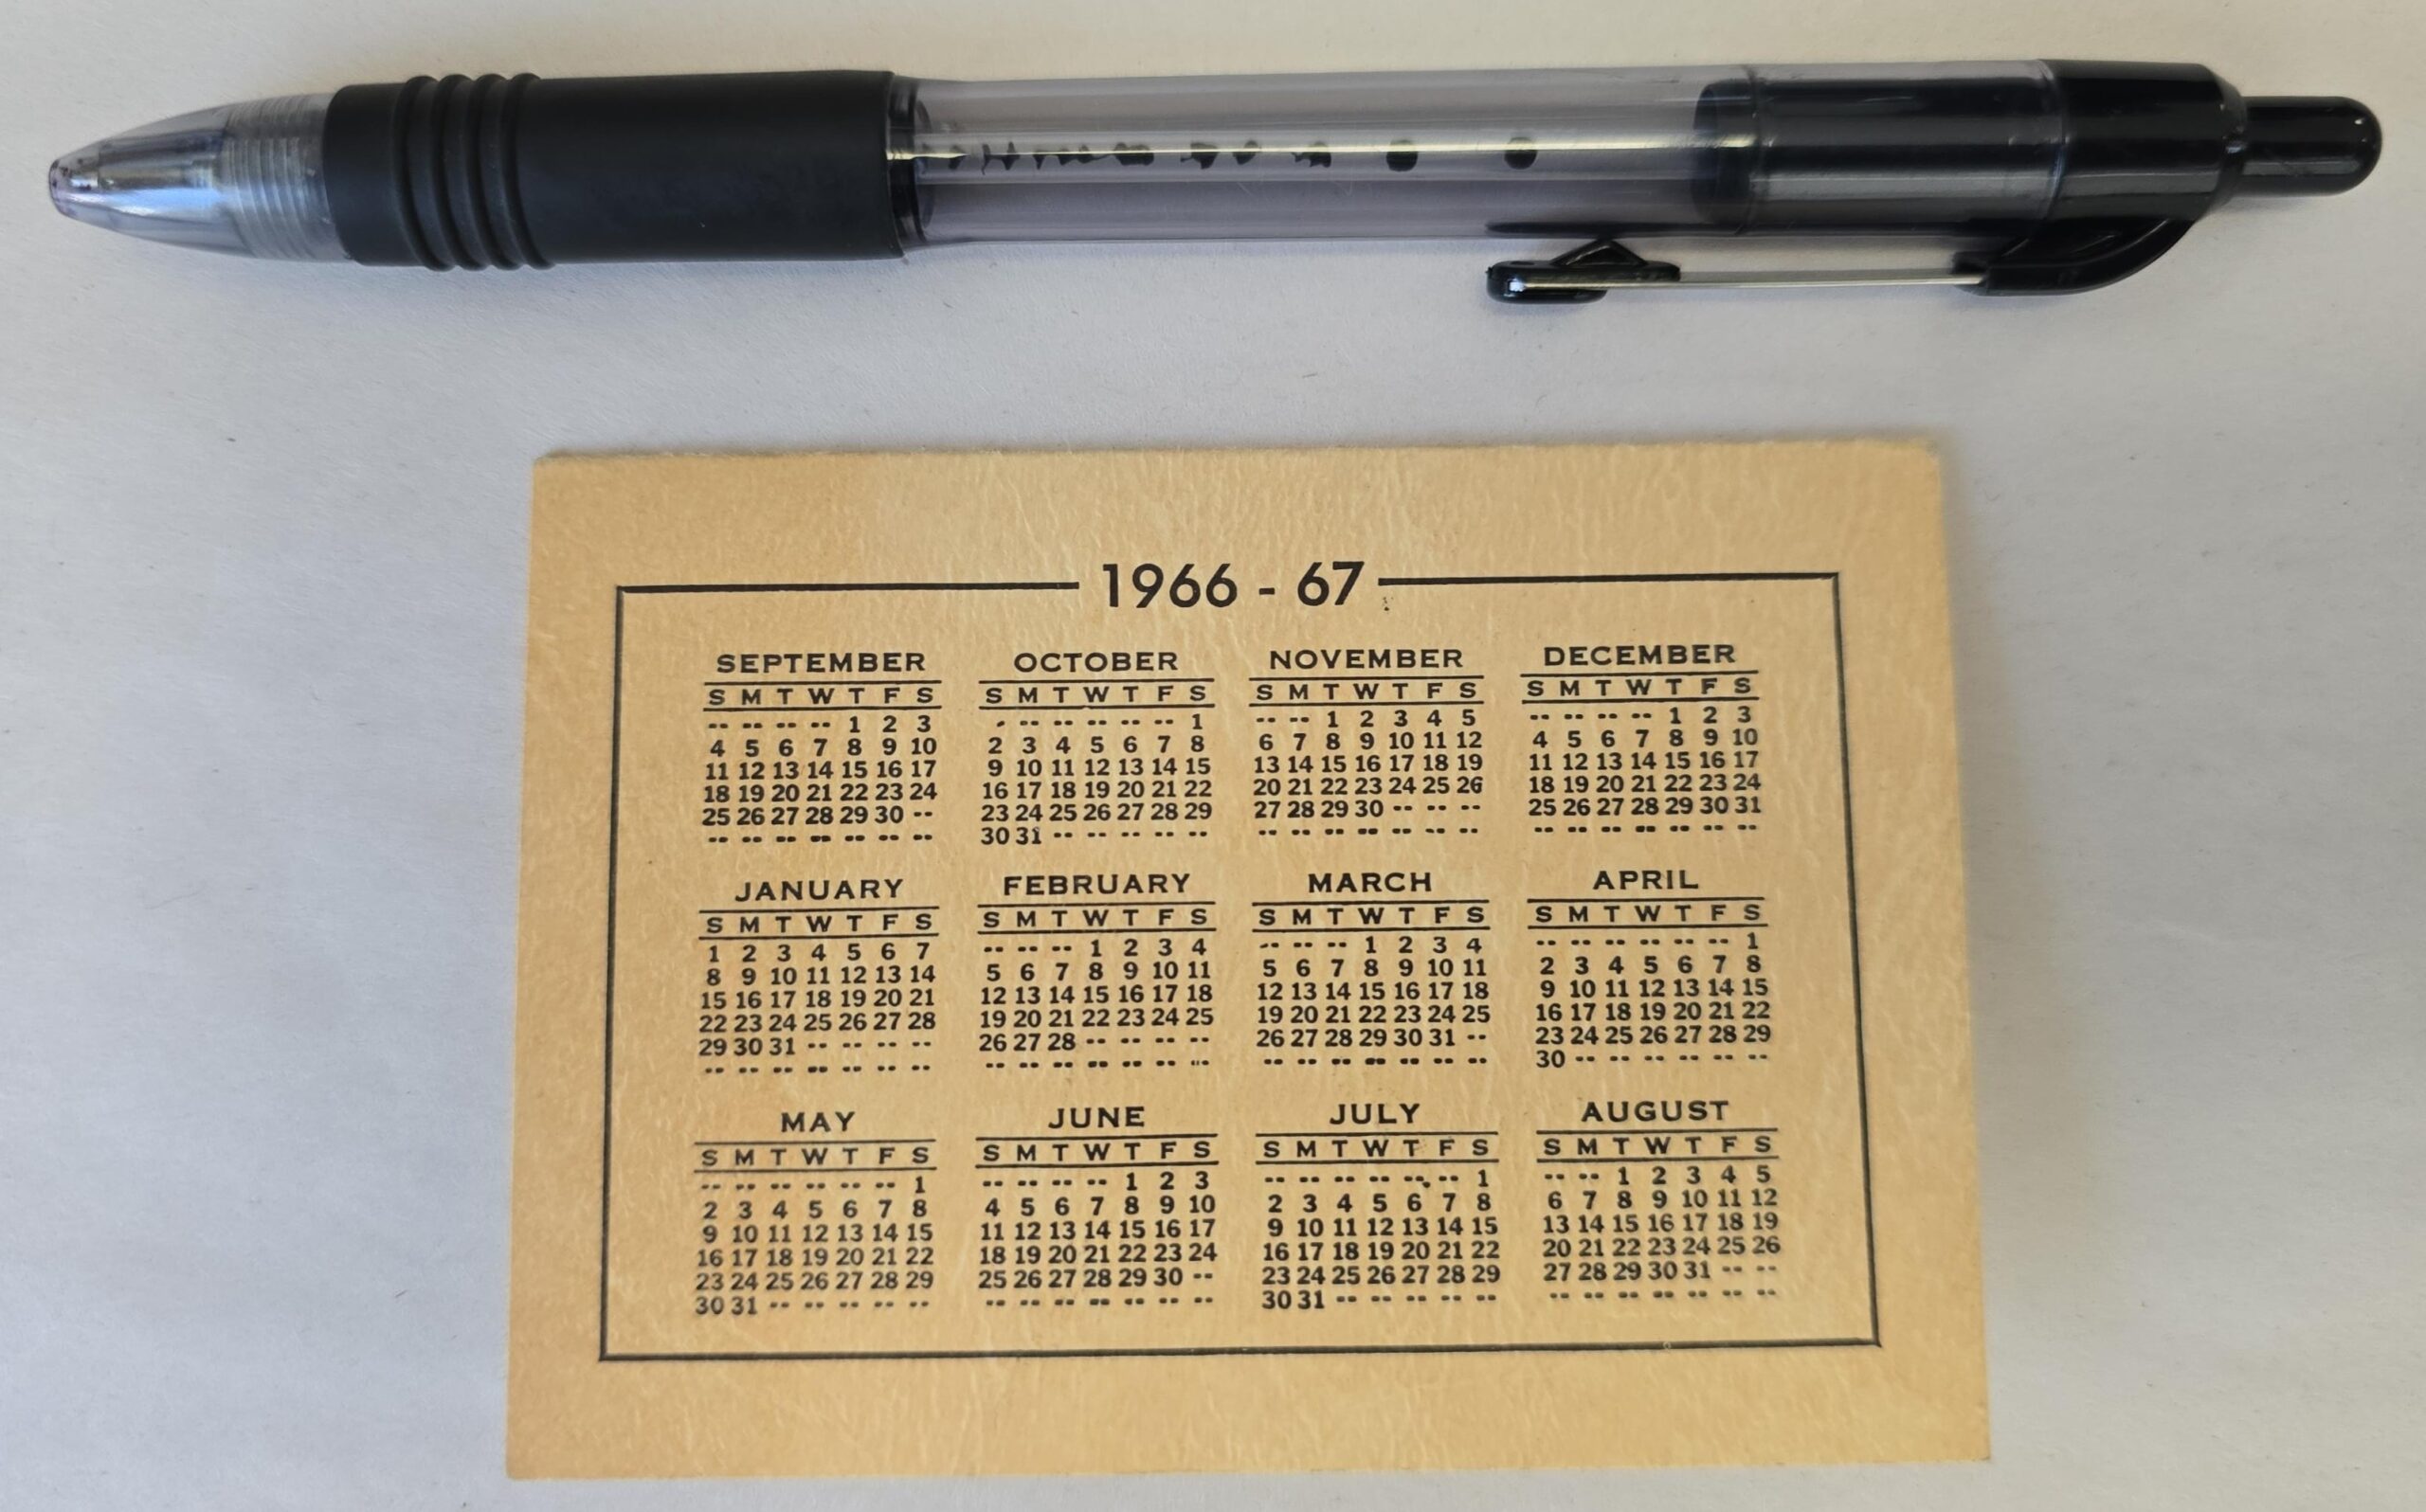 1966 - 67
SEPTEMBER
S M T W T F S
-- -- -- -- 1 2 3
4 5 6 7 8 9 10
11 12 13 14 15 16 17
18 19 20 21 22 23 24
25 26 27 28 29 30 --
-- -- -- -- -- -- --
OCTOBER
S M T W T F S
-- -- -- -- -- -- 1
2 3 4 5 6 7 8
9 10 11 12 13 14 15
16 17 18 19 20 21 22
23 24 25 26 27 28 29
30 31 -- -- -- -- --
NOVEMBER
S M T W T F S
-- -- 1 2 3 4 5
6 7 8 9 10 11 12
13 14 15 16 17 18 19
20 21 22 23 24 25 26
27 28 29 30 -- -- --
-- -- -- -- -- -- --
DECEMBER
S M T W T F S
-- -- -- -- 1 2 3
4 5 6 7 8 9 10
11 12 13 14 15 16 17
18 19 20 21 22 23 24
25 26 27 28 29 30 31
-- -- -- -- -- -- --
JANUARY
S M T W T F S
1 2 3 4 5 6 7
8 9 10 11 12 13 14
15 16 17 18 19 20 21
22 23 24 25 26 27 28
29 30 31 -- -- -- --
-- -- -- -- -- -- --
FEBRUARY
S M T W T F S
-- -- -- 1 2 3 4
5 6 7 8 9 10 11
12 13 14 15 16 17 18
19 20 21 22 23 24 25
26 27 28 -- -- -- --
-- -- -- -- -- -- --
MARCH
S M T W T F S
-- -- -- 1 2 3 4
5 6 7 8 9 10 11
12 13 14 15 16 17 18
19 20 21 22 23 24 25
26 27 28 29 30 31 --
-- -- -- -- -- -- --
APRIL
S M T W T F S
-- -- -- -- -- -- 1
2 3 4 5 6 7 8
9 10 11 12 13 14 15
16 17 18 19 20 21 22
23 24 25 26 27 28 29
30 -- -- -- -- -- --
MAY
S M T W T F S
-- -- -- -- -- -- 1
2 3 4 5 6 7 8
9 10 11 12 13 14 15
16 17 18 19 20 21 22
23 24 25 26 27 28 29
30 31 -- -- -- -- --
JUNE
S M T W T F S
-- -- -- -- 1 2 3
4 5 6 7 8 9 10
11 12 13 14 15 16 17
18 19 20 21 22 23 24
25 26 27 28 29 30 --
-- -- -- -- -- -- --
JULY
S M T W T F S
-- -- -- -- -- -- 1
2 3 4 5 6 7 8
9 10 11 12 13 14 15
16 17 18 19 20 21 22
23 24 25 26 27 28 29
30 31 -- -- -- -- --
AUGUST
S M T W T F S
-- -- 1 2 3 4 5
6 7 8 9 10 11 12
13 14 15 16 17 18 19
20 21 22 23 24 25 26
27 28 29 30 31 -- --
-- -- -- -- -- -- --